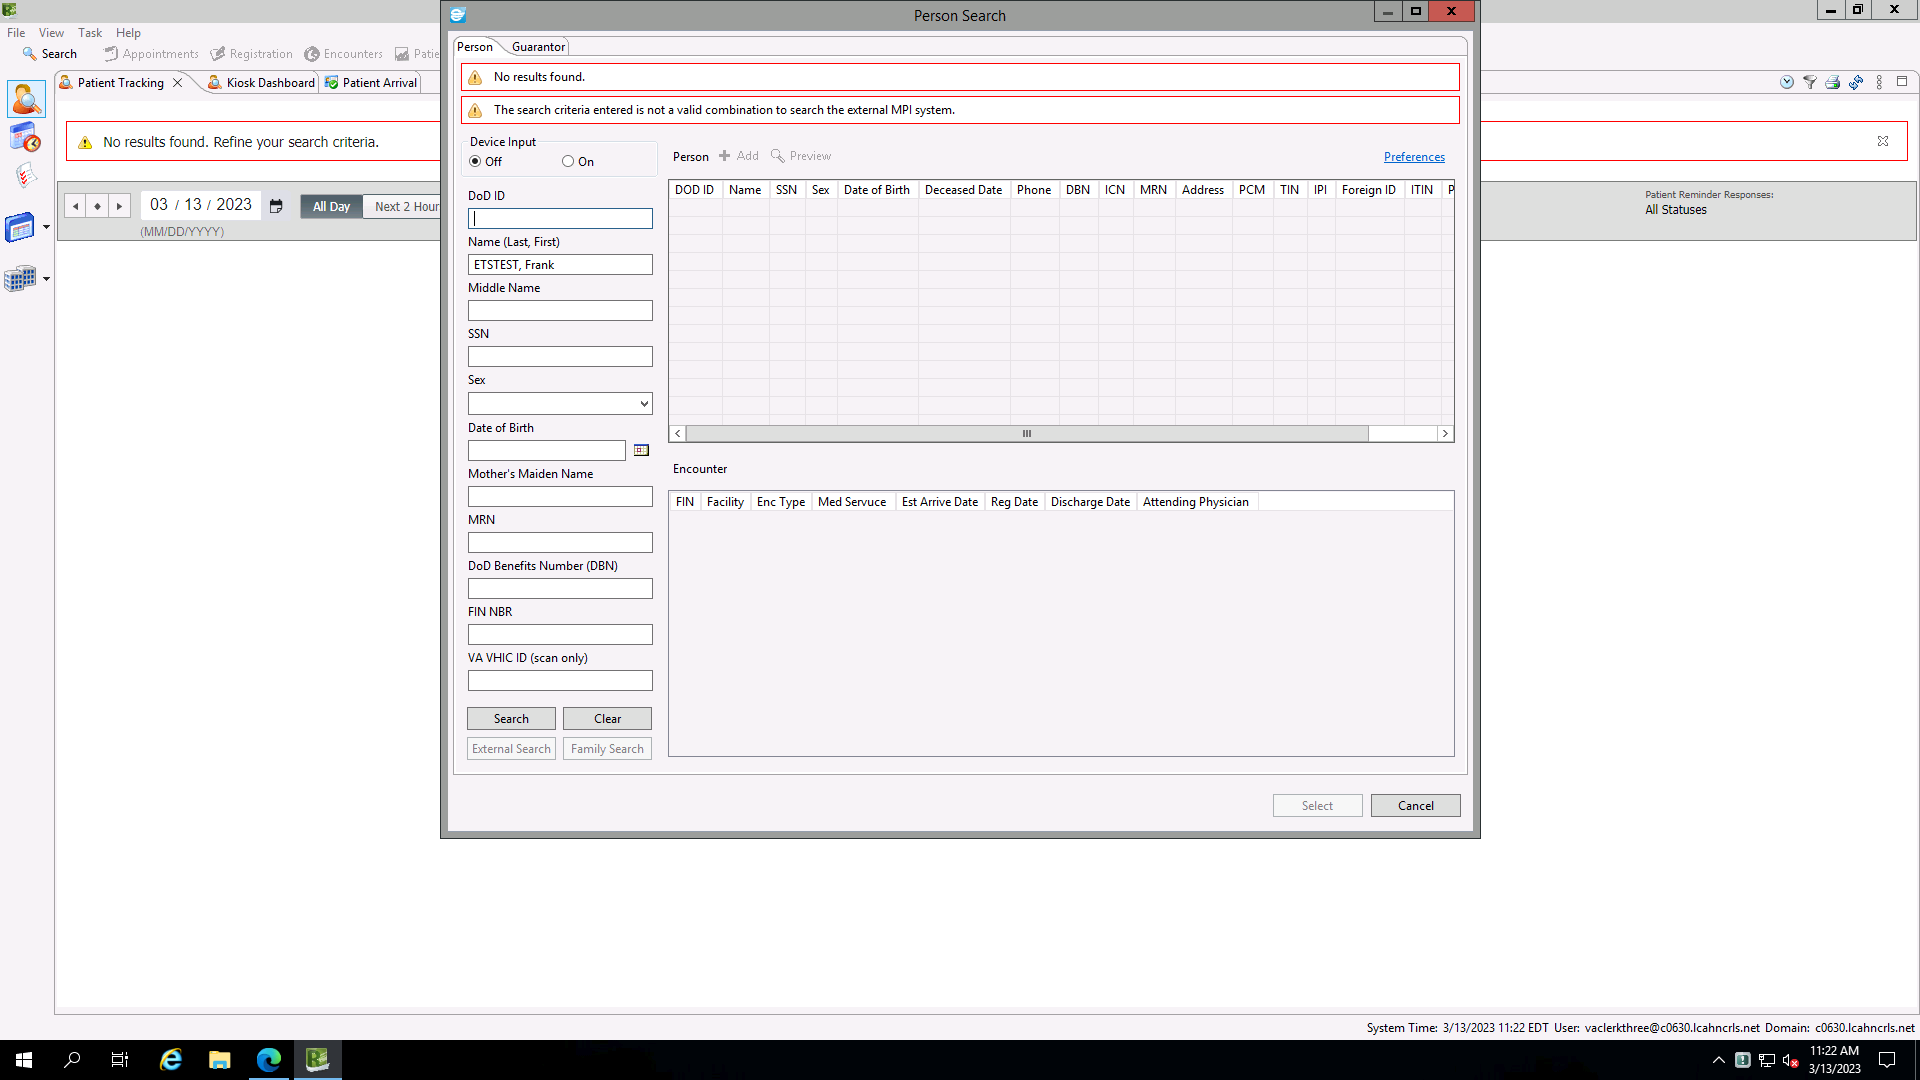 Person Search
File View Task Help
Search Appointments Registration Encounters Patie
Patient Tracking Kiosk Dashboard Patient Arrival
No results found. Refine your search criteria.
03 / 13 / 2023 All Day Next 2 Hour
(MM/DD/YYYY)
Patient Reminder Responses:
All Statuses
Person Guarantor
No results found.
The search criteria entered is not a valid combination to search the external MPI system.
Device Input
Off On
DoD ID
Name (Last, First)
ETSTEST, Frank
Middle Name
SSN
Sex
Date of Birth
Mother's Maiden Name
MRN
DoD Benefits Number (DBN)
FIN NBR
VA VHIC ID (scan only)
Search Clear
External Search Family Search
Person Add Preview Preferences
DOD ID Name SSN Sex Date of Birth Deceased Date Phone DBN ICN MRN Address PCM TIN IPI Foreign ID ITIN P
Encounter
FIN Facility Enc Type Med Servuce Est Arrive Date Reg Date Discharge Date Attending Physician
Select Cancel
System Time: 3/13/2023 11:22 EDT User: vaclerkthree@c0630.lcahncrls.net Domain: c0630.lcahncrls.net
11:22 AM
3/13/2023